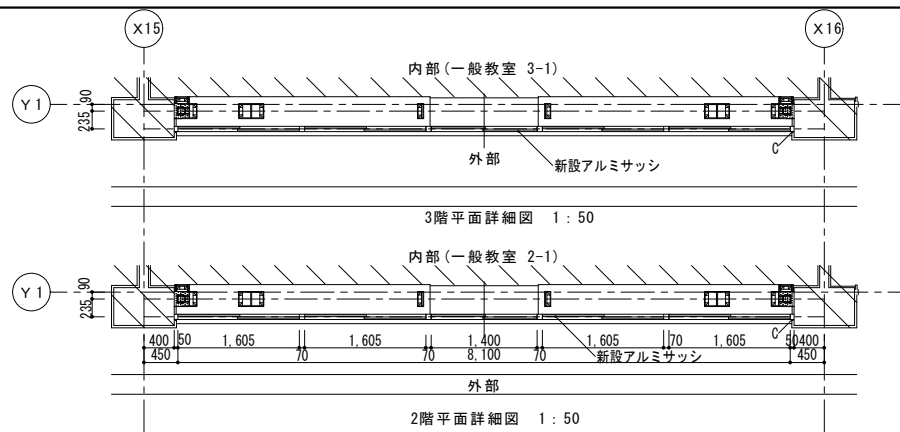 X15
X16
内部(一般教室 3-1)
Y1
90
235
外部
新設アルミサッシ
C
3階平面詳細図 1:50
内部(一般教室 2-1)
Y1
90
235
C
400 50 1,605 1,605 1,400 1,605 70 1,605 50 400
450 70 70 8,100 70 新設アルミサッシ 70 450
外部
2階平面詳細図 1:50